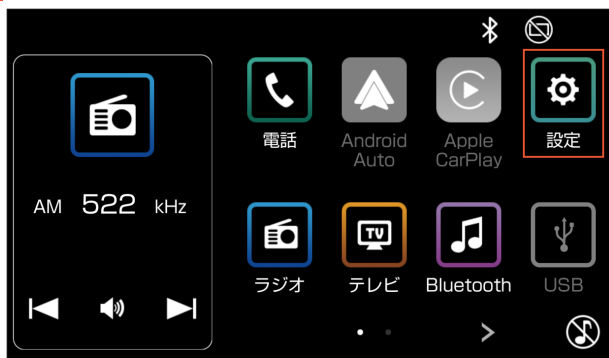 AM 522 kHz
電話
Android
Auto
Apple
CarPlay
設定
ラジオ
TV
テレビ
Bluetooth
USB